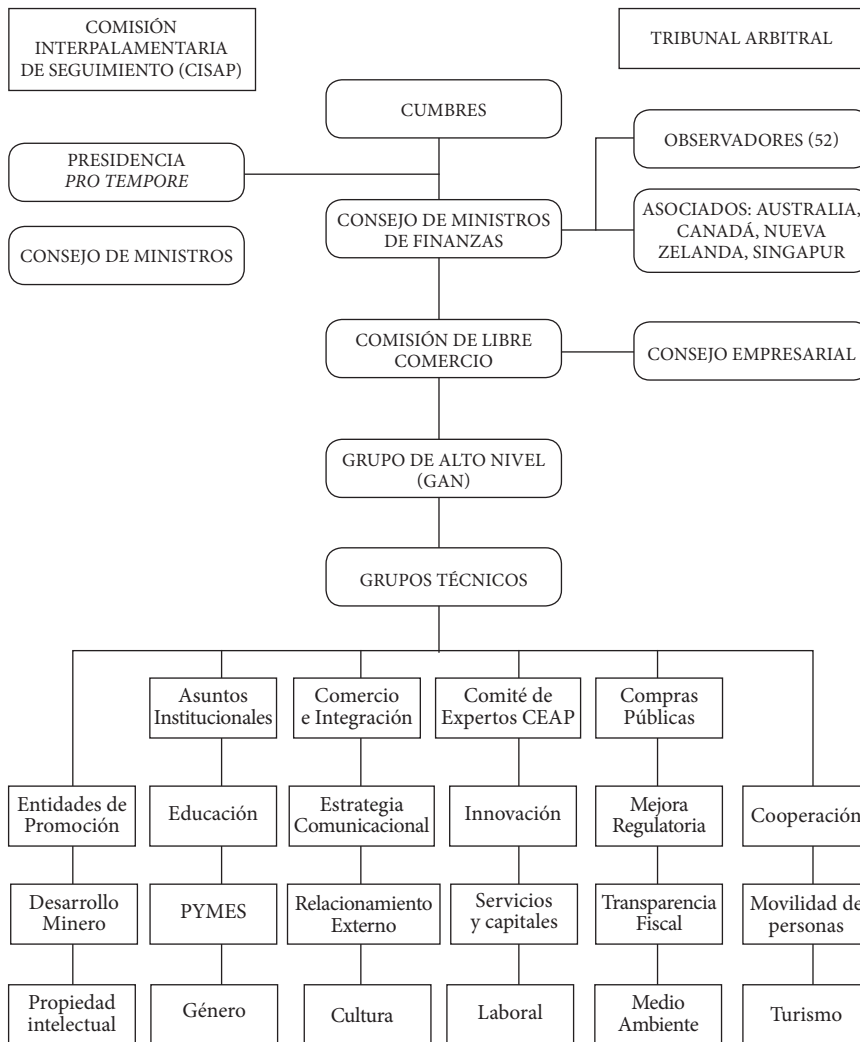 COMISIÓN
INTERPALAMENTARIA
DE SEGUIMIENTO (CISAP)
TRIBUNAL ARBITRAL
CUMBRES
OBSERVADORES (52)
PRESIDENCIA
PRO TEMPORE
CONSEJO DE MINISTROS
DE FINANZAS
ASOCIADOS: AUSTRALIA,
CANADÁ, NUEVA
ZELANDA, SINGAPUR
CONSEJO DE MINISTROS
COMISIÓN DE LIBRE
COMERCIO
CONSEJO EMPRESARIAL
GRUPO DE ALTO NIVEL
(GAN)
GRUPOS TÉCNICOS
Asuntos
Institucionales
Comercio
e Integración
Comité de
Expertos CEAP
Compras
Públicas
Entidades de
Promoción
Educación
Estrategia
Comunicacional
Innovación
Mejora
Regulatoria
Cooperación
Desarrollo
Minero
PYMES
Relacionamiento
Externo
Servicios
y capitales
Transparencia
Fiscal
Movilidad de
personas
Propiedad
intelectual
Género
Cultura
Laboral
Medio
Ambiente
Turismo